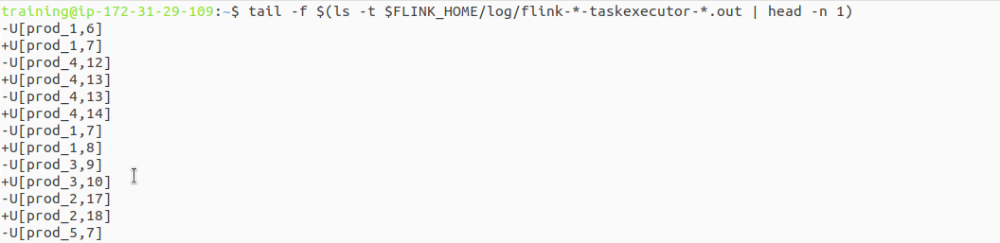 training@ip-172-31-29-109:~$ tail -f $(ls -t $FLINK_HOME/log/flink-*-taskexecutor-*.out | head -n 1)
-U[prod_1,6]
+U[prod_1,7]
-U[prod_4,12]
+U[prod_4,13]
-U[prod_4,13]
+U[prod_4,14]
-U[prod_1,7]
+U[prod_1,8]
-U[prod_3,9]
+U[prod_3,10]
-U[prod_2,17]
+U[prod_2,18]
-U[prod_5,7]